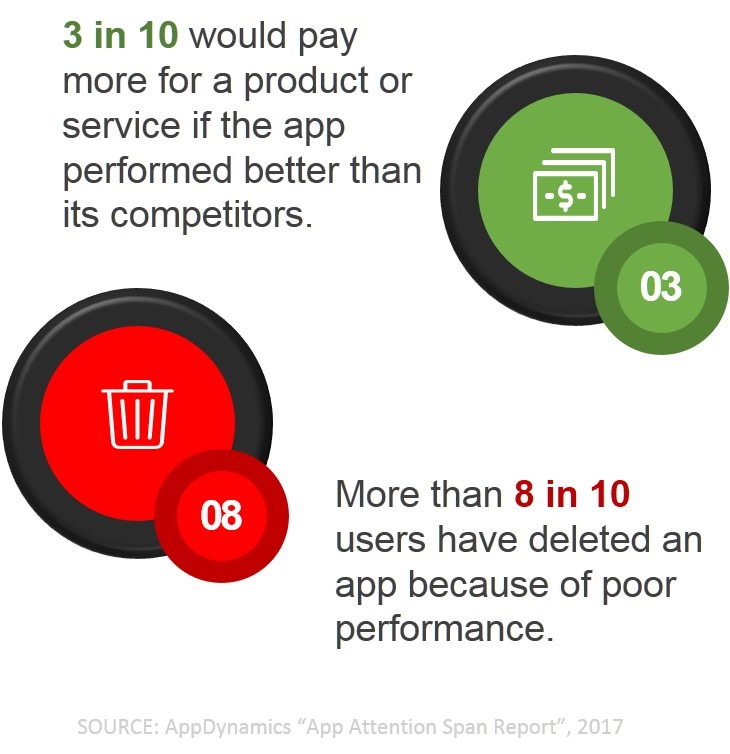 3 in 10 would pay
more for a product or
service if the app
performed better than
its competitors.
-$-
03
08
More than 8 in 10
users have deleted an
app because of poor
performance.
SOURCE: AppDynamics “App Attention Span Report”, 2017